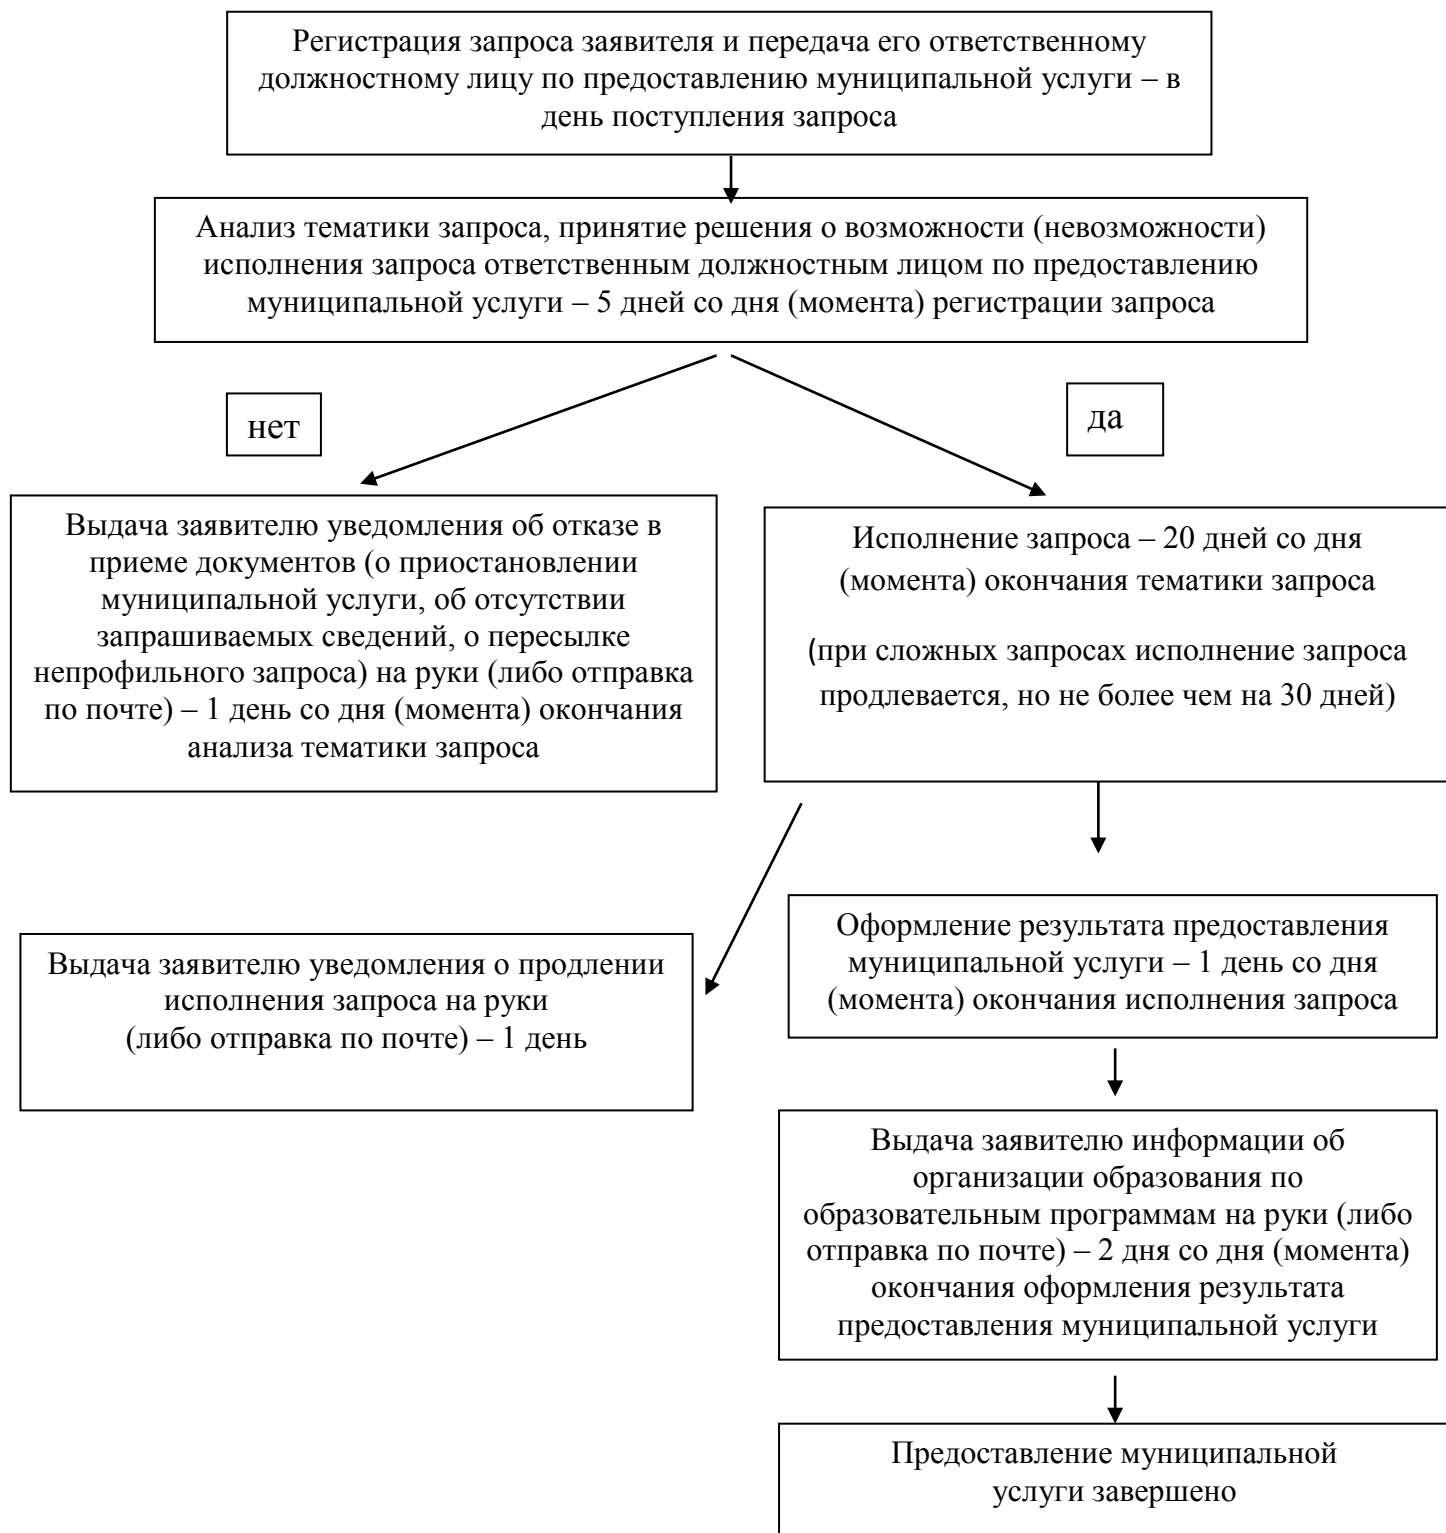 Регистрация запроса заявителя и передача его ответственному
должностному лицу по предоставлению муниципальной услуги – в
день поступления запроса
Анализ тематики запроса, принятие решения о возможности (невозможности)
исполнения запроса ответственным должностным лицом по предоставлению
муниципальной услуги – 5 дней со дня (момента) регистрации запроса
нет
да
Выдача заявителю уведомления об отказе в
приеме документов (о приостановлении
муниципальной услуги, об отсутствии
запрашиваемых сведений, о пересылке
непрофильного запроса) на руки (либо отправка
по почте) – 1 день со дня (момента) окончания
анализа тематики запроса
Исполнение запроса – 20 дней со дня
(момента) окончания тематики запроса
(при сложных запросах исполнение запроса
продлевается, но не более чем на 30 дней)
Выдача заявителю уведомления о продлении
исполнения запроса на руки
(либо отправка по почте) – 1 день
Оформление результата предоставления
муниципальной услуги – 1 день со дня
(момента) окончания исполнения запроса
Выдача заявителю информации об
организации образования по
образовательным программам на руки (либо
отправка по почте) – 2 дня со дня (момента)
окончания оформления результата
предоставления муниципальной услуги
Предоставление муниципальной
услуги завершено